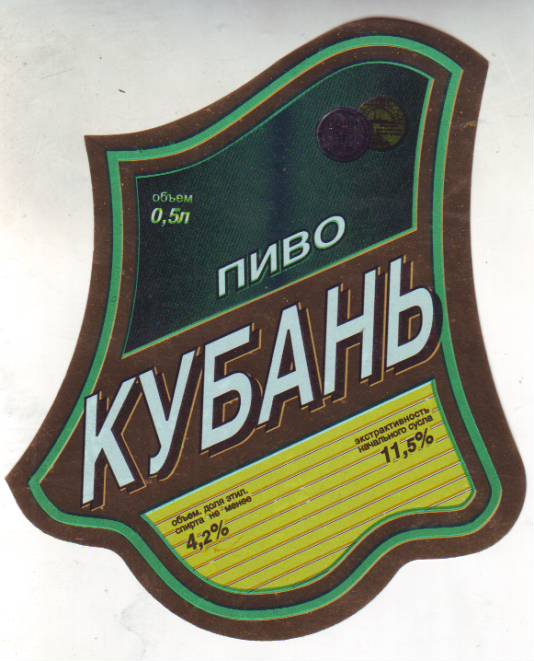 объем
0,5л
ПИВО
КУБАНЬ
экстрактивность
начального сусла
11,5%
объем. доля этил.
спирта не менее
4,2%